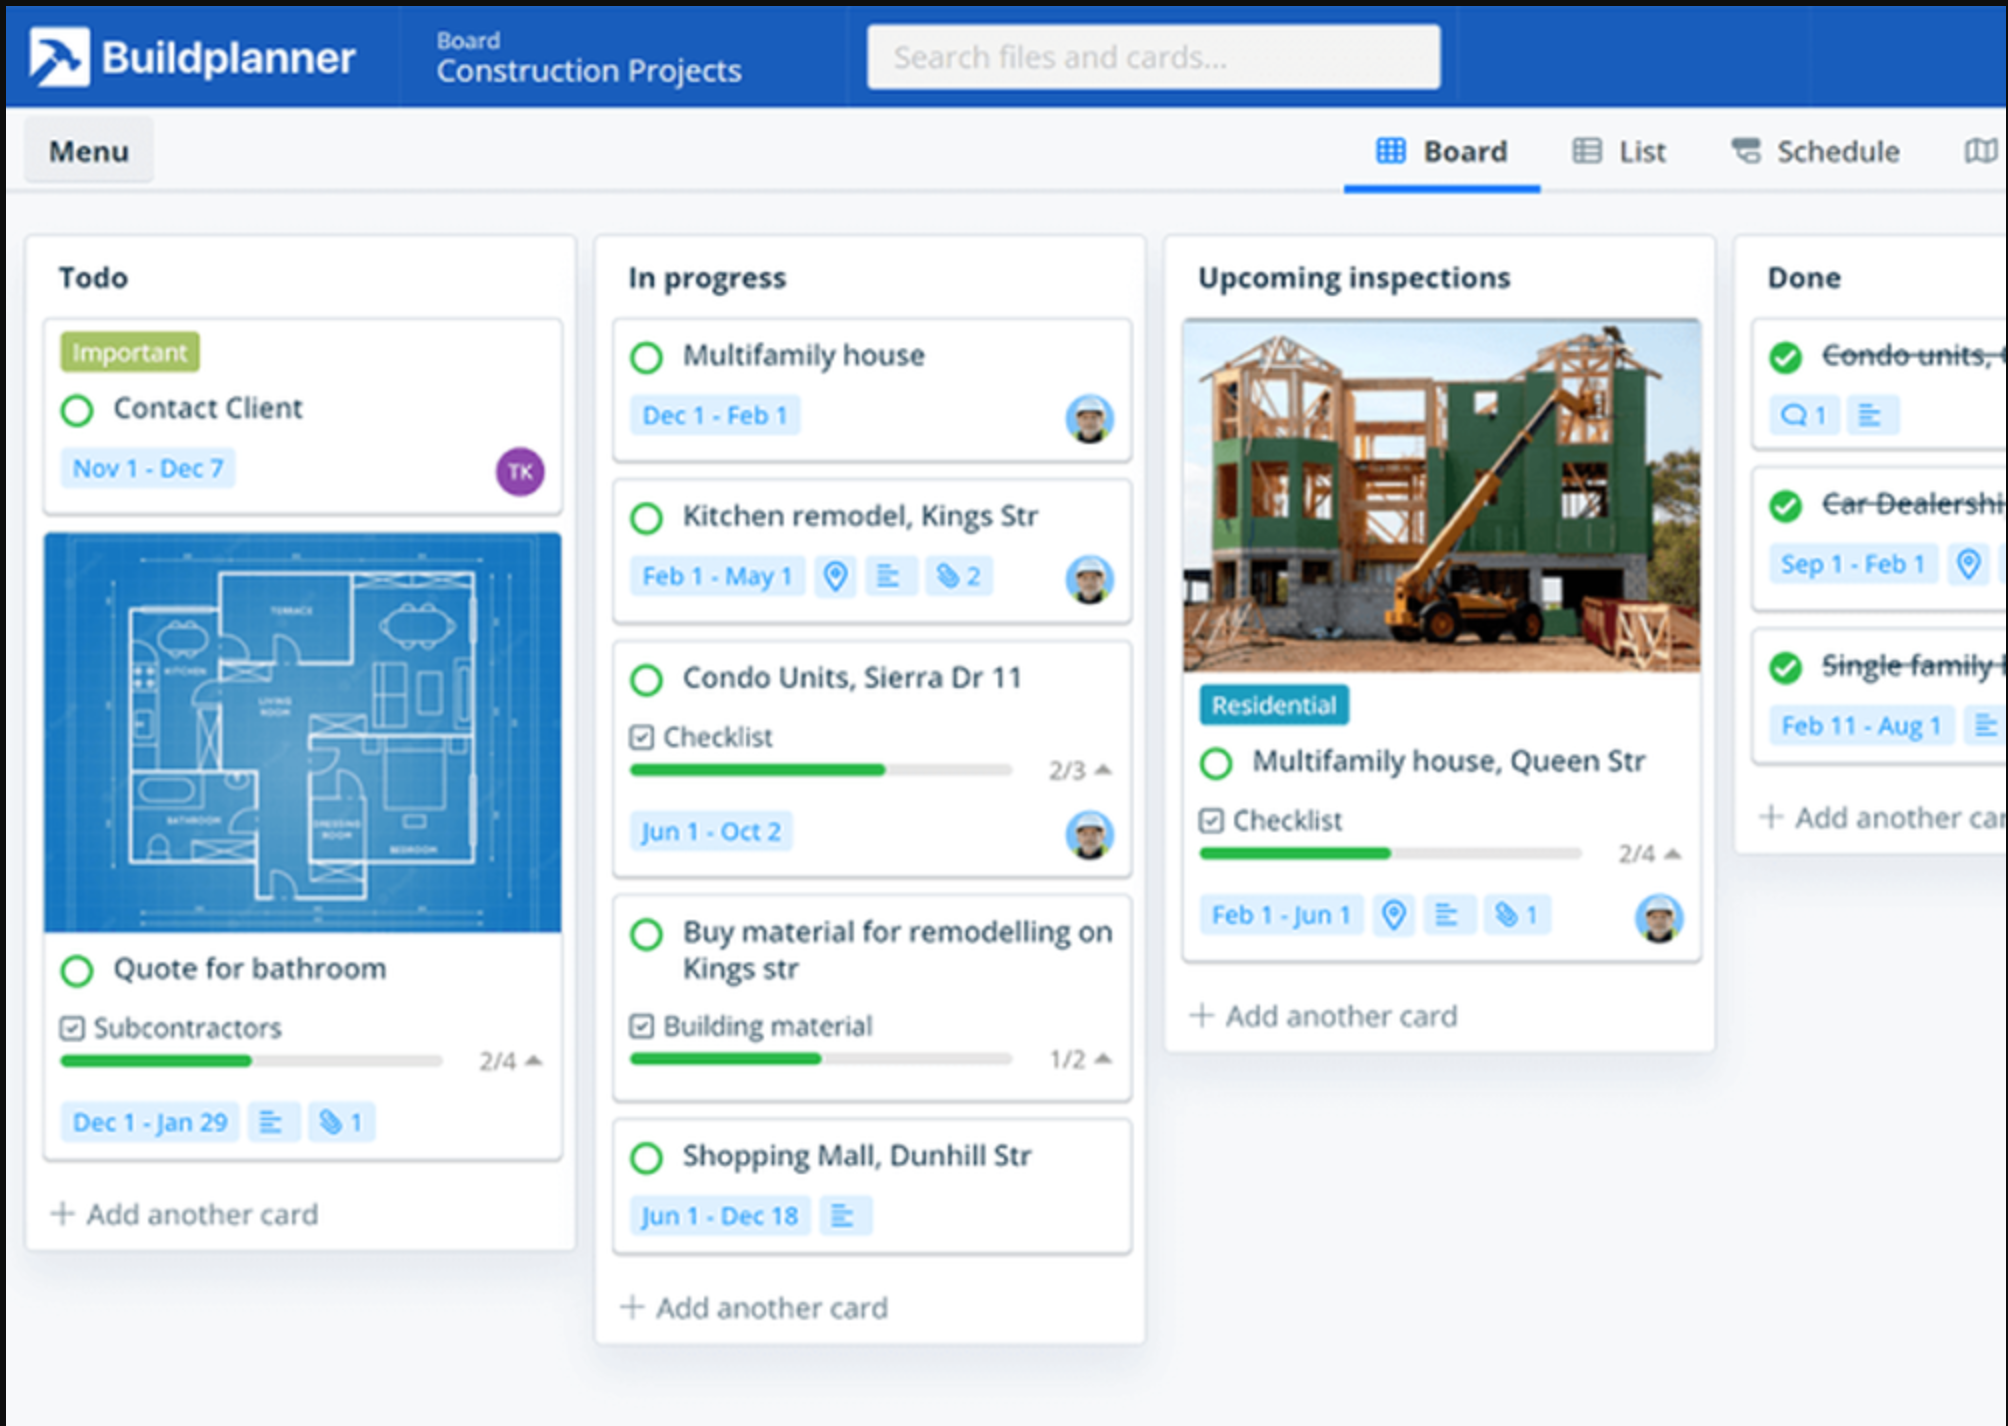 Buildplanner
Board
Construction Projects
Search files and cards...
Menu
Board
List
Schedule
Todo
Important
Contact Client
Nov 1 - Dec 7
TK
TERRACE
KITCHEN
LIVING
ROOM
BATHROOM
DRESSING
ROOM
BEDROOM
Quote for bathroom
Subcontractors
2/4
Dec 1 - Jan 29
1
+ Add another card
In progress
Multifamily house
Dec 1 - Feb 1
Kitchen remodel, Kings Str
Feb 1 - May 1
2
Condo Units, Sierra Dr 11
Checklist
2/3
Jun 1 - Oct 2
Buy material for remodelling on
Kings str
Building material
1/2
Shopping Mall, Dunhill Str
Jun 1 - Dec 18
+ Add another card
Upcoming inspections
Residential
Multifamily house, Queen Str
Checklist
2/4
Feb 1 - Jun 1
1
+ Add another card
Done
Condo units,
1
Car Dealershi
Sep 1 - Feb 1
Single family
Feb 11 - Aug 1
+ Add another car